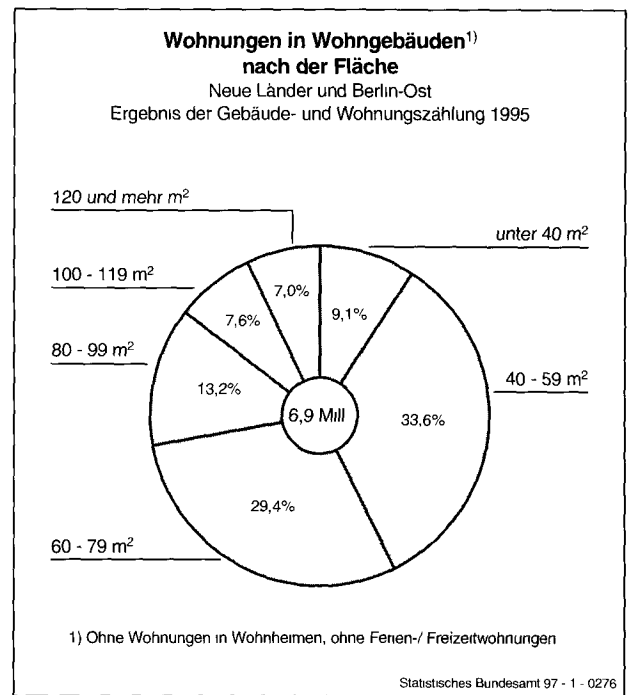 Wohnungen in Wohngebäuden¹⁾
nach der Fläche
Neue Länder und Berlin-Ost
Ergebnis der Gebäude- und Wohnungszählung 1995
120 und mehr m²
unter 40 m²
100 - 119 m²
7,0%
9,1%
7,6%
80 - 99 m²
40 - 59 m²
13,2%
6,9 Mill
33,6%
29,4%
60 - 79 m²
1) Ohne Wohnungen in Wohnheimen, ohne Ferien-/ Freizeitwohnungen
Statistisches Bundesamt 97 - 1 - 0276